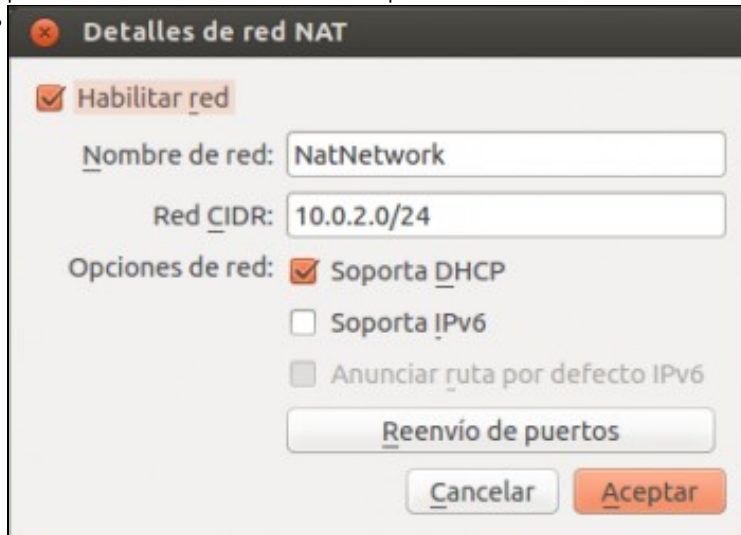 Detalles de red NAT
Habilitar red
Nombre de red: NatNetwork
Red CIDR: 10.0.2.0/24
Opciones de red: Soporta DHCP
Soporta IPv6
Anunciar ruta por defecto IPv6
Reenvío de puertos
Cancelar Aceptar